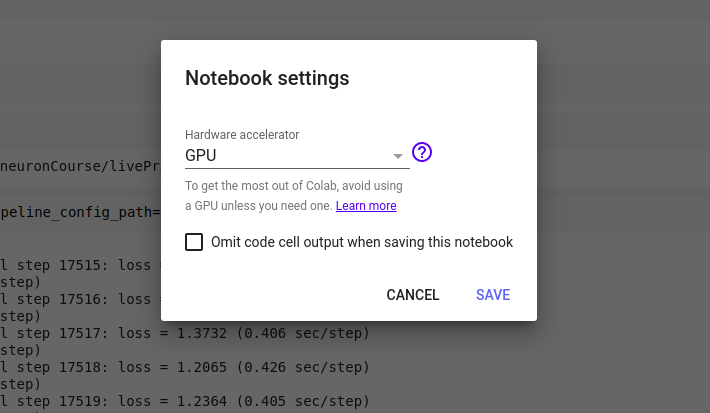 Notebook settings
Hardware accelerator
GPU
?
To get the most out of Colab, avoid using
a GPU unless you need one. Learn more
Omit code cell output when saving this notebook
CANCEL SAVE
neuronCourse/livePr
peline_config_path=
l step 17515: loss =
step)
l step 17516: loss =
step)
l step 17517: loss = 1.3732 (0.406 sec/step)
step)
l step 17518: loss = 1.2065 (0.426 sec/step)
step)
l step 17519: loss = 1.2364 (0.405 sec/step)